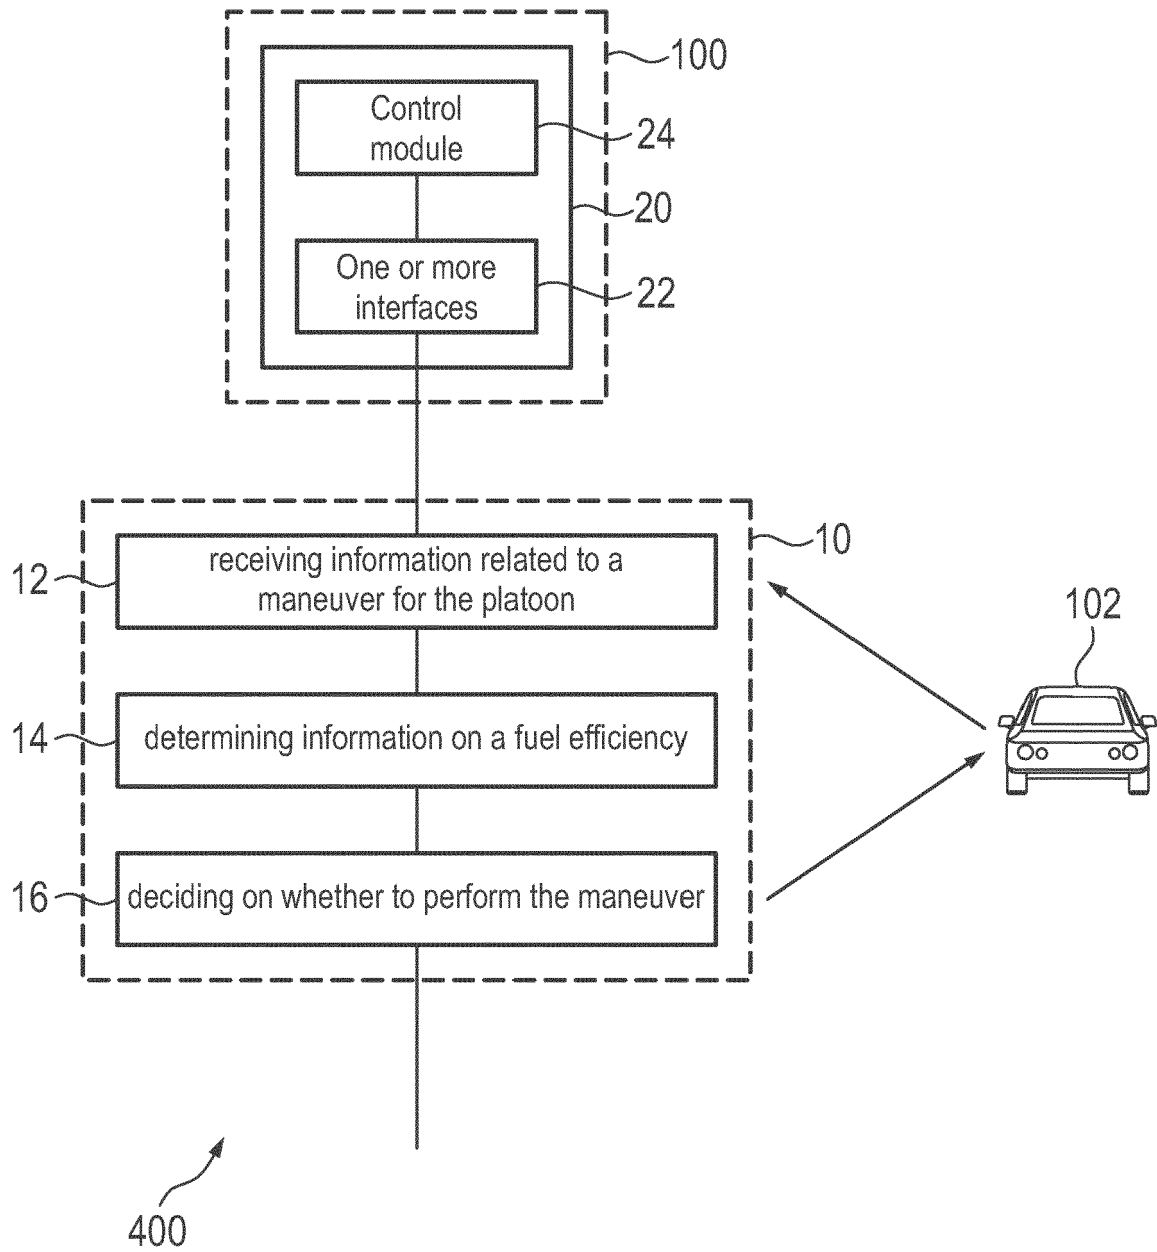 100
Control
module
24
20
One or more
interfaces
22
10
receiving information related to a
maneuver for the platoon
12
102
14
determining information on a fuel efficiency
16
deciding on whether to perform the maneuver
400